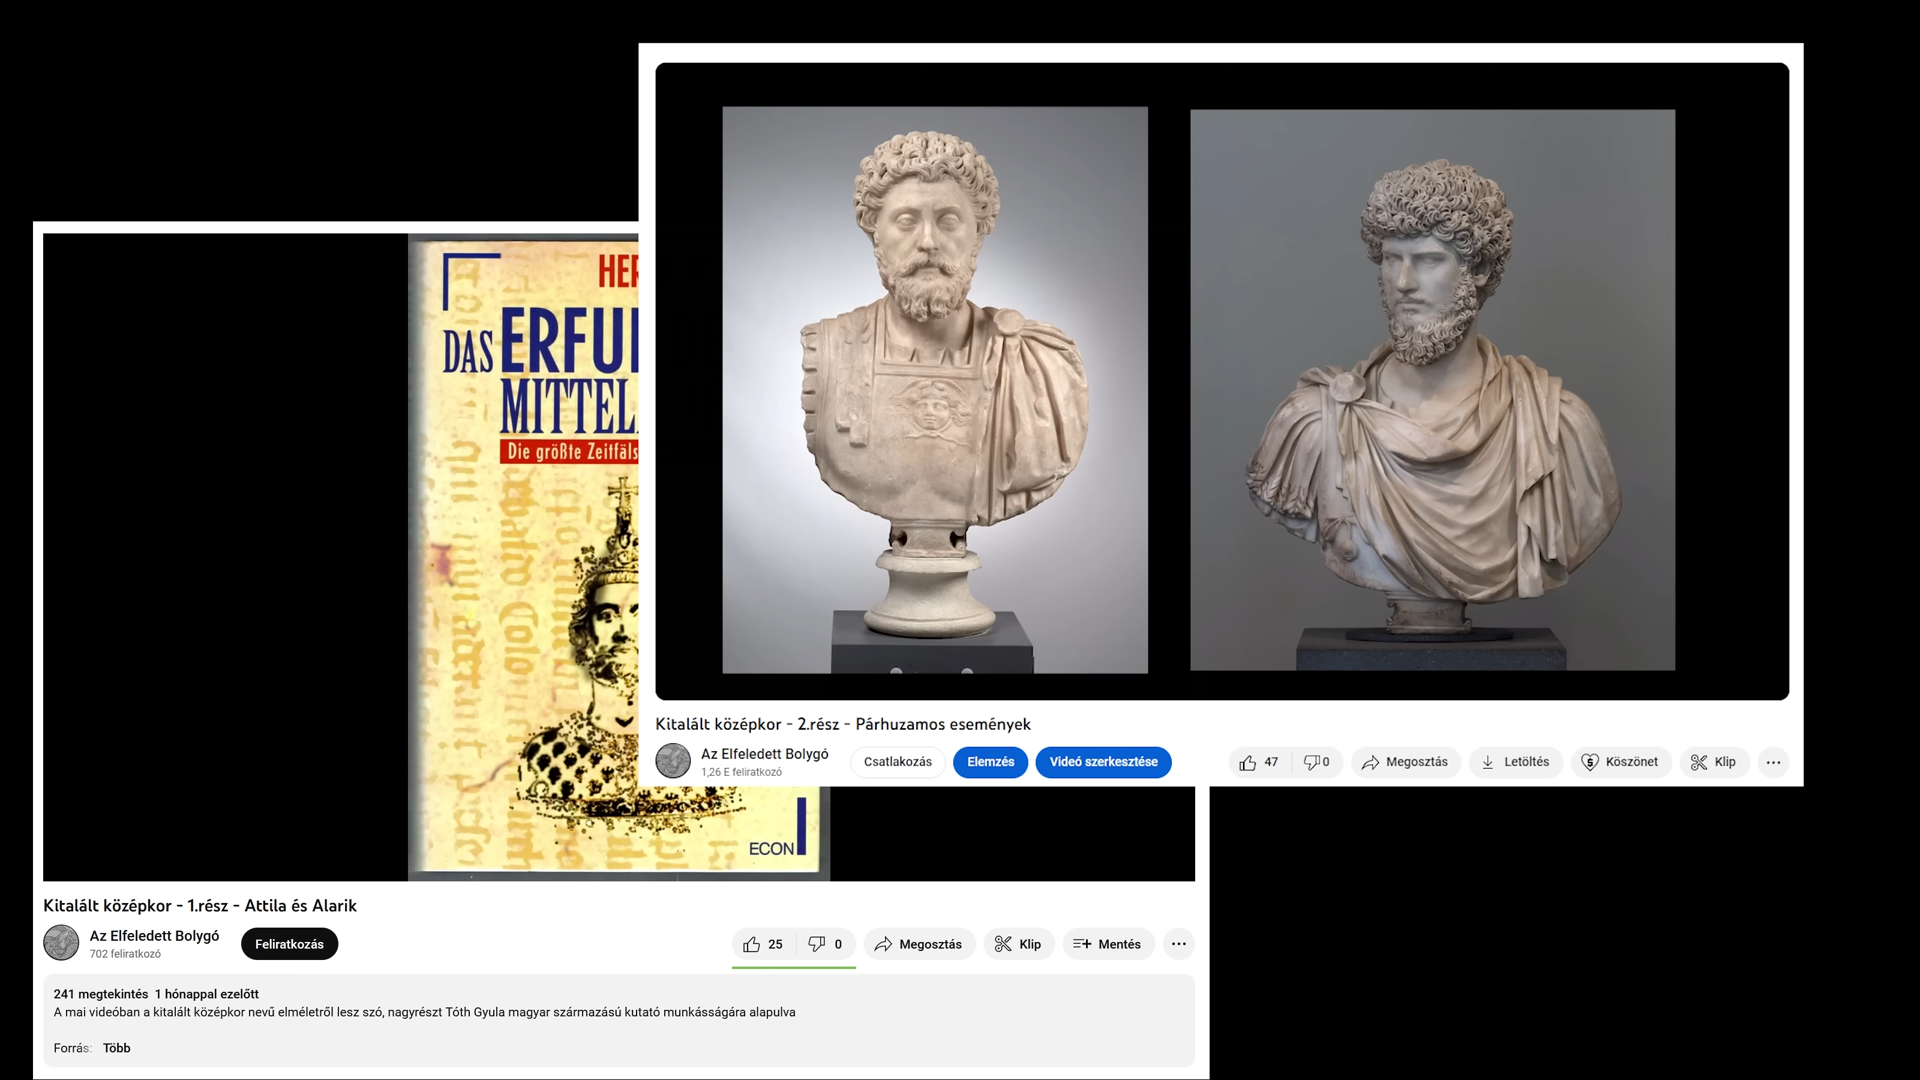 Kitalált középkor - 2.rész - Párhuzamos események
Az Elfeledett Bolygó
1,26 E feliratkozó
Csatlakozás
Elemzés
Videó szerkesztése
47
0
Megosztás
Letöltés
Köszönet
Klip
HER
DAS ERFU
MITTEL
Die größte Zeitfäls
ECON
Kitalált középkor - 1.rész - Attila és Alarik
Az Elfeledett Bolygó
702 feliratkozó
Feliratkozás
25
0
Megosztás
Klip
Mentés
241 megtekintés 1 hónappal ezelőtt
A mai videóban a kitalált középkor nevű elméletről lesz szó, nagyrészt Tóth Gyula magyar származású kutató munkásságára alapulva
Forrás: Több